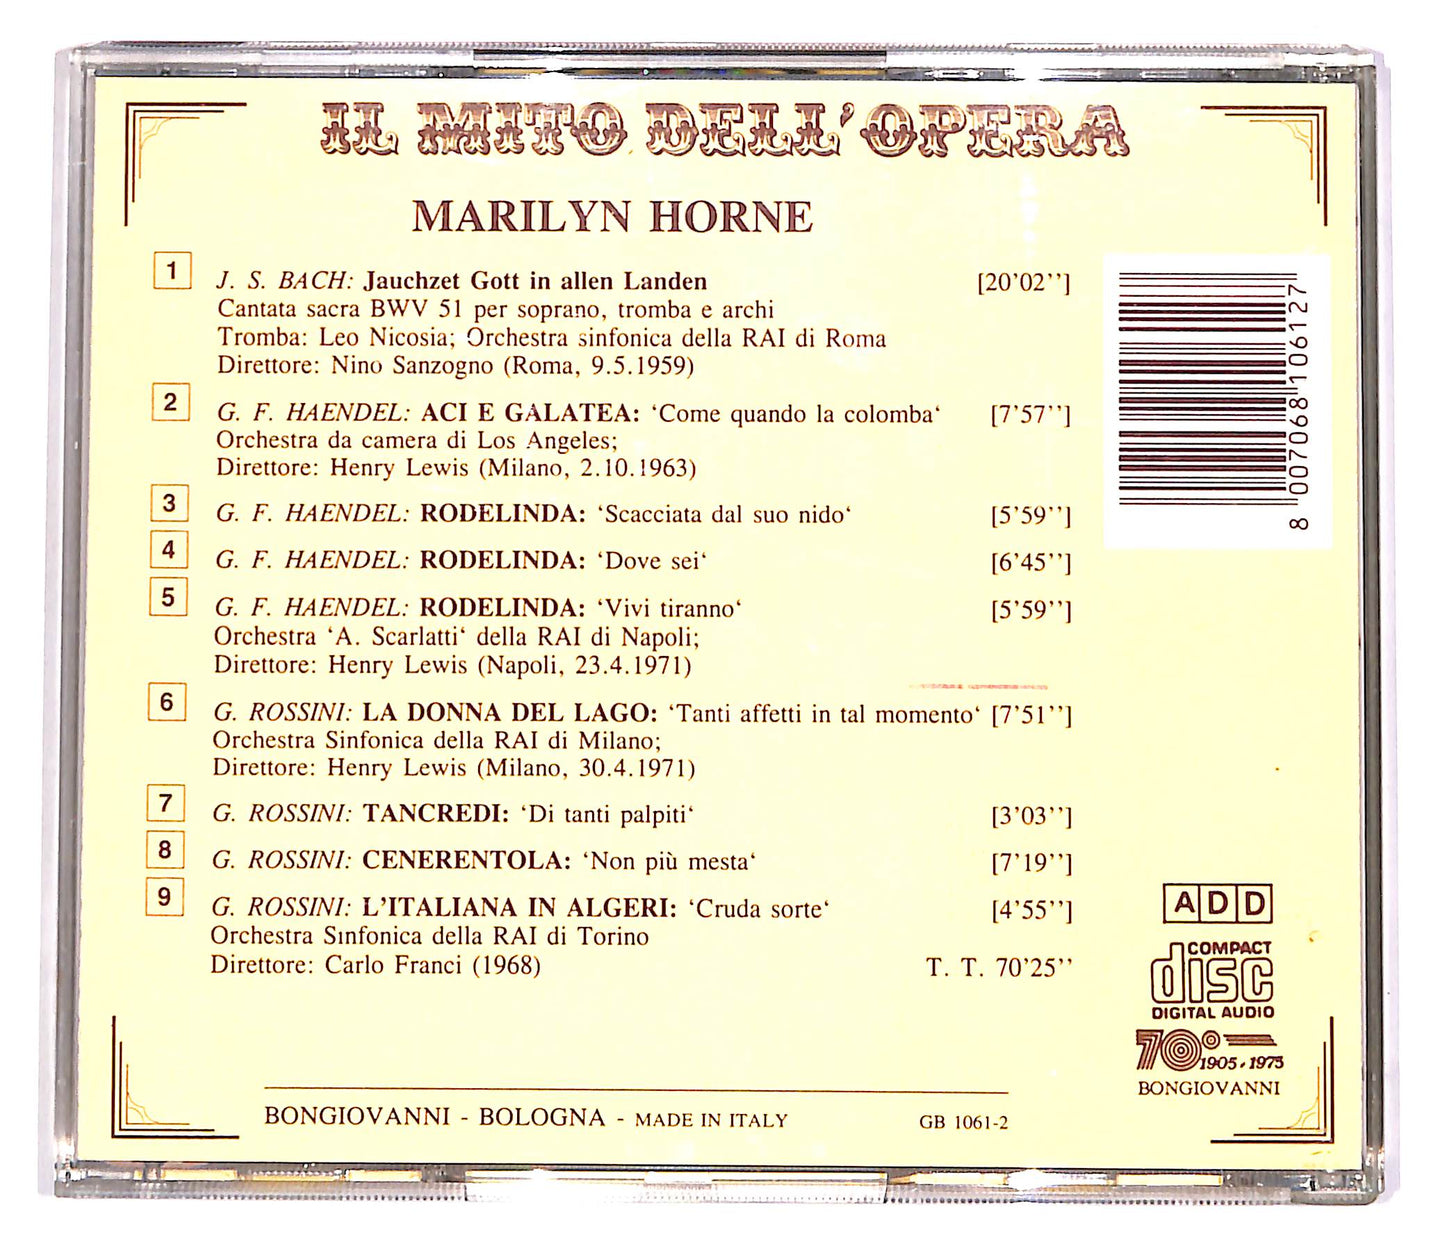 IL MITO DELL'OPERA
MARILYN HORNE
1 J. S. BACH: Jauchzet Gott in allen Landen [20'02'']
Cantata sacra BWV 51 per soprano, tromba e archi
Tromba: Leo Nicosia; Orchestra sinfonica della RAI di Roma
Direttore: Nino Sanzogno (Roma, 9.5.1959)
2 G. F. HAENDEL: ACI E GALATEA: ‘Come quando la colomba‘ [7'57'']
Orchestra da camera di Los Angeles;
Direttore: Henry Lewis (Milano, 2.10.1963)
3 G. F. HAENDEL: RODELINDA: ‘Scacciata dal suo nido‘ [5'59'']
4 G. F. HAENDEL: RODELINDA: ‘Dove sei‘ [6'45'']
5 G. F. HAENDEL: RODELINDA: ‘Vivi tiranno‘ [5'59'']
Orchestra ‘A. Scarlatti‘ della RAI di Napoli;
Direttore: Henry Lewis (Napoli, 23.4.1971)
6 G. ROSSINI: LA DONNA DEL LAGO: ‘Tanti affetti in tal momento‘ [7'51'']
Orchestra Sinfonica della RAI di Milano;
Direttore: Henry Lewis (Milano, 30.4.1971)
7 G. ROSSINI: TANCREDI: ‘Di tanti palpiti‘ [3'03'']
8 G. ROSSINI: CENERENTOLA: ‘Non più mesta‘ [7'19'']
9 G. ROSSINI: L'ITALIANA IN ALGERI: ‘Cruda sorte‘ [4'55'']
Orchestra Sinfonica della RAI di Torino
Direttore: Carlo Franci (1968) T. T. 70'25''
8 007068 106127
ADD
COMPACT
disc
DIGITAL AUDIO
70° 1905 • 1975
BONGIOVANNI
BONGIOVANNI - BOLOGNA - MADE IN ITALY GB 1061-2